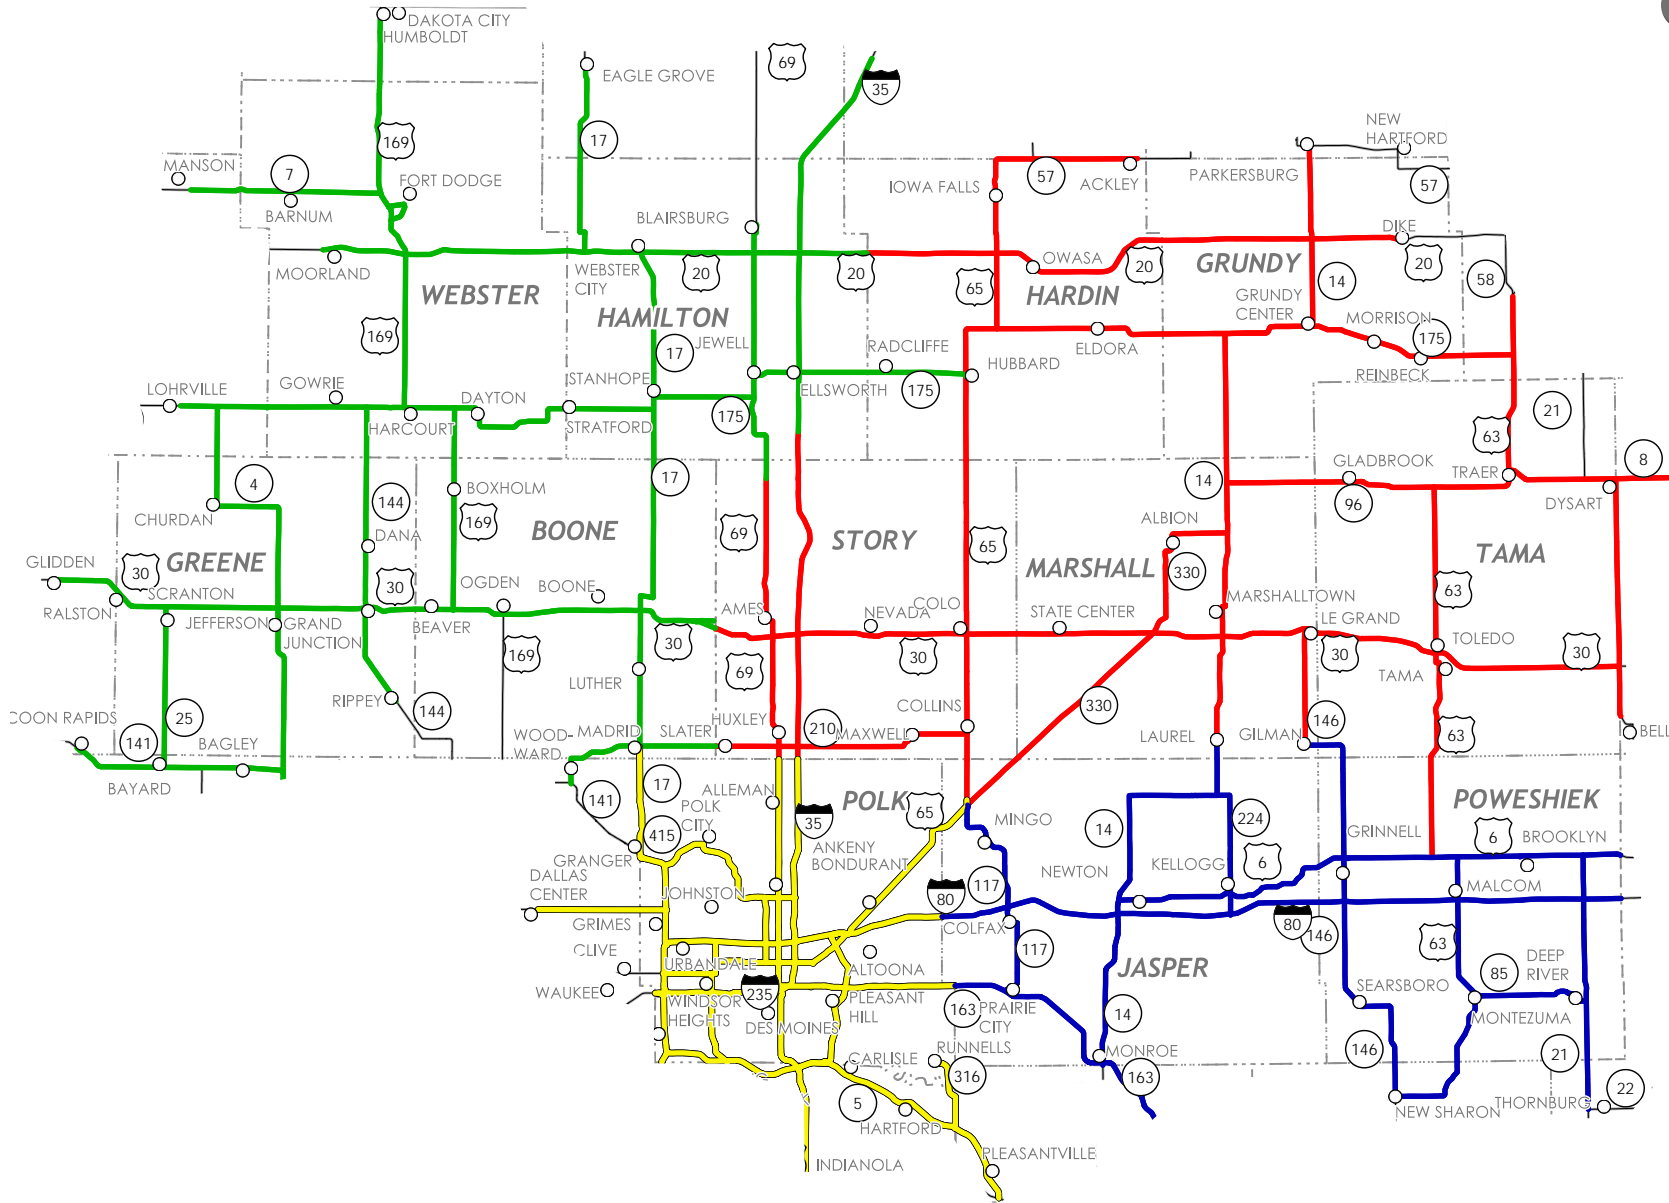 DAKOTA CITY
HUMBOLDT
69
EAGLE GROVE
35
169
17
NEW
HARTFORD
MANSON
7
FORT DODGE
IOWA FALLS
57
ACKLEY
PARKERSBURG
57
BARNUM
BLAIRSBURG
DIKE
MOORLAND
WEBSTER
CITY
20
20
OWASA
20
GRUNDY
20
WEBSTER
65
HARDIN
14
58
HAMILTON
GRUNDY
CENTER
MORRISON
169
17
JEWELL
RADCLIFFE
HUBBARD
ELDORA
175
REINBECK
LOHRVILLE
GOWRIE
STANHOPE
ELLSWORTH
175
DAYTON
175
21
HARCOURT
STRATFORD
63
GLADBROOK
TRAER
8
4
17
14
96
DYSART
BOXHOLM
144
CHURDAN
169
BOONE
69
STORY
65
ALBION
DANA
MARSHALL
330
TAMA
GLIDDEN
30
GREENE
30
OGDEN
BOONE
63
RALSTON
SCRANTON
AMES
NEVADA
COLO
STATE CENTER
MARSHALLTOWN
LE GRAND
JEFFERSON
GRAND
JUNCTION
BEAVER
TOLEDO
169
30
30
30
30
LUTHER
69
TAMA
RIPPEY
144
330
COON RAPIDS
25
141
BAGLEY
WOOD-
WARD
MADRID
SLATER
HUXLEY
210
MAXWELL
COLLINS
LAUREL
GILMAN
146
63
BELL
BAYARD
17
141
ALLEMAN
POLK
POLK
CITY
65
35
MINGO
14
224
POWESHIEK
415
GRANGER
ANKENY
BONDURANT
GRINNELL
6
BROOKLYN
DALLAS
CENTER
JOHNSTON
80
117
NEWTON
KELLOGG
6
MALCOM
GRIMES
COLFAX
80
146
63
CLIVE
URBANDALE
ALTOONA
117
JASPER
DEEP
RIVER
85
WAUKEE
WINDSOR
HEIGHTS
235
DES MOINES
PLEASANT
HILL
163
PRAIRIE
CITY
14
SEARSBORO
MONTEZUMA
CARLISLE
RUNNELLS
316
MONROE
163
146
21
5
HARTFORD
NEW SHARON
THORNBURG
22
INDIANOLA
PLEASANTVILLE